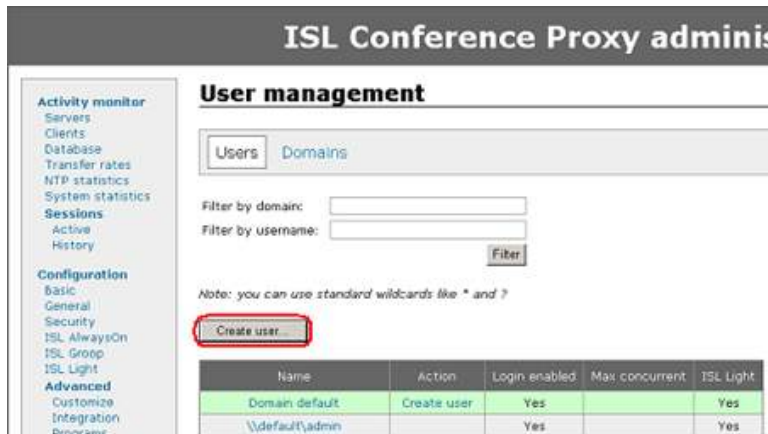 ISL Conference Proxy adminis
Activity monitor
Servers
Clients
Database
Transfer rates
NTP statistics
System statistics
Sessions
Active
History
Configuration
Basic
General
Security
ISL AlwaysOn
ISL Groop
ISL Light
Advanced
Customize
Integration
Programs
User management
Users Domains
Filter by domain:
Filter by username:
Filter
Note: you can use standard wildcards like * and ?
Create user...
Name Action Login enabled Max concurrent ISL Light
Domain default Create user Yes Yes
\\default\admin Yes Yes